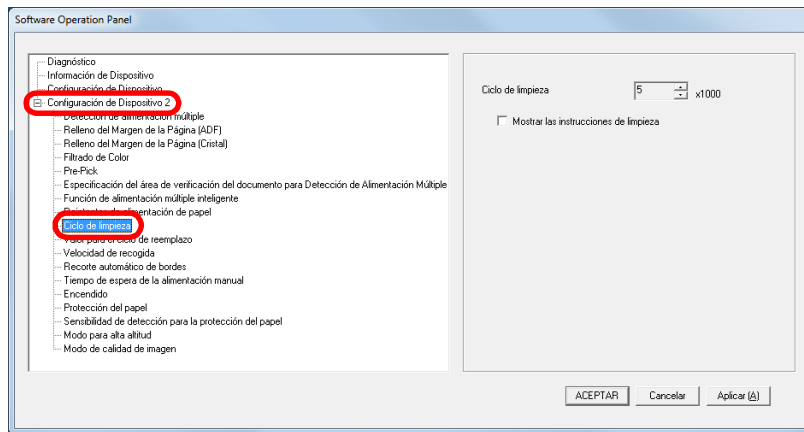 Software Operation Panel
Diagnóstico
Información de Dispositivo
Configuración de Dispositivo
Configuración de Dispositivo 2
Detección de alimentación múltiple
Relleno del Margen de la Página (ADF)
Relleno del Margen de la Página (Cristal)
Filtrado de Color
Pre-Pick
Especificación del área de verificación del documento para Detección de Alimentación Múltiple
Función de alimentación múltiple inteligente
Reintentos de alimentación de papel
Ciclo de limpieza
Valor para el ciclo de reemplazo
Velocidad de recogida
Recorte automático de bordes
Tiempo de espera de la alimentación manual
Encendido
Protección del papel
Sensibilidad de detección para la protección del papel
Modo para alta altitud
Modo de calidad de imagen
Ciclo de limpieza 5 x1000
Mostrar las instrucciones de limpieza
ACEPTAR Cancelar Aplicar (A)